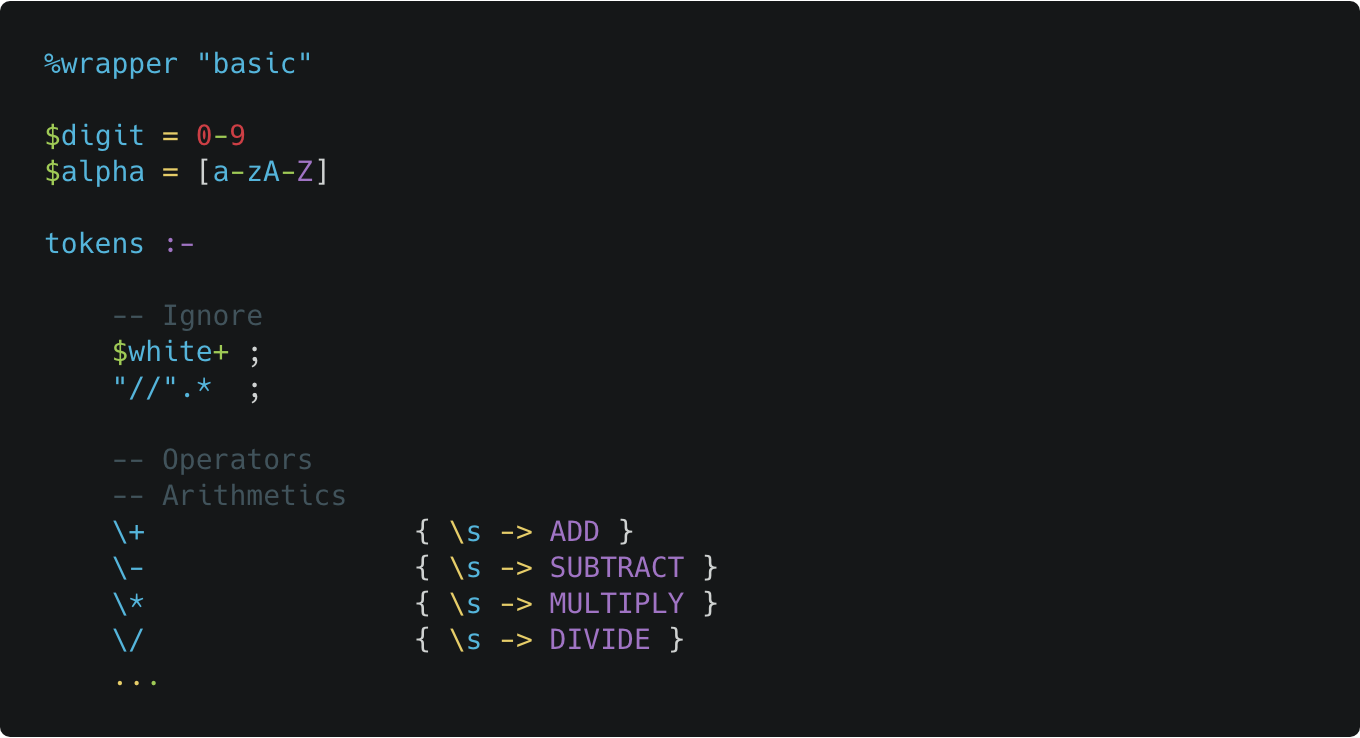 %wrapper "basic"

$digit = 0-9
$alpha = [a-zA-Z]

tokens :-

    -- Ignore
    $white+ ;
    "//".*  ;

    -- Operators
    -- Arithmetics
    \+                { \s -> ADD }
    \-                { \s -> SUBTRACT }
    \*                { \s -> MULTIPLY }
    \/                { \s -> DIVIDE }
    ...